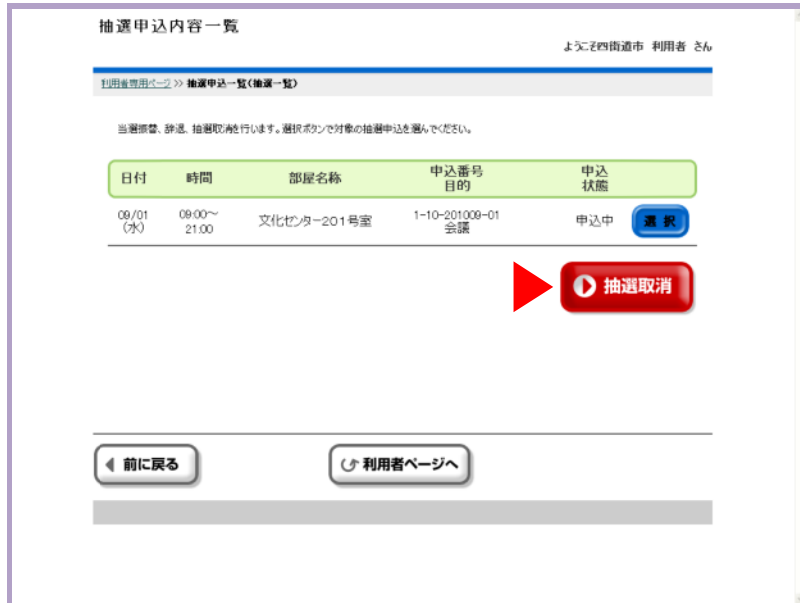 抽選申込内容一覧
ようこそ四街道市 利用者 さん
利用者専用ページ >> 抽選申込一覧(抽選一覧)
当選振替、辞退、抽選取消を行います。選択ボタンで対象の抽選申込を選んでください。
日付 時間 部屋名称 申込番号 申込
目的 状態
09/01 09:00～ 文化センター201号室 1-10-201009-01 申込中 選択
(水) 21:00 会議
抽選取消
前に戻る 利用者ページへ